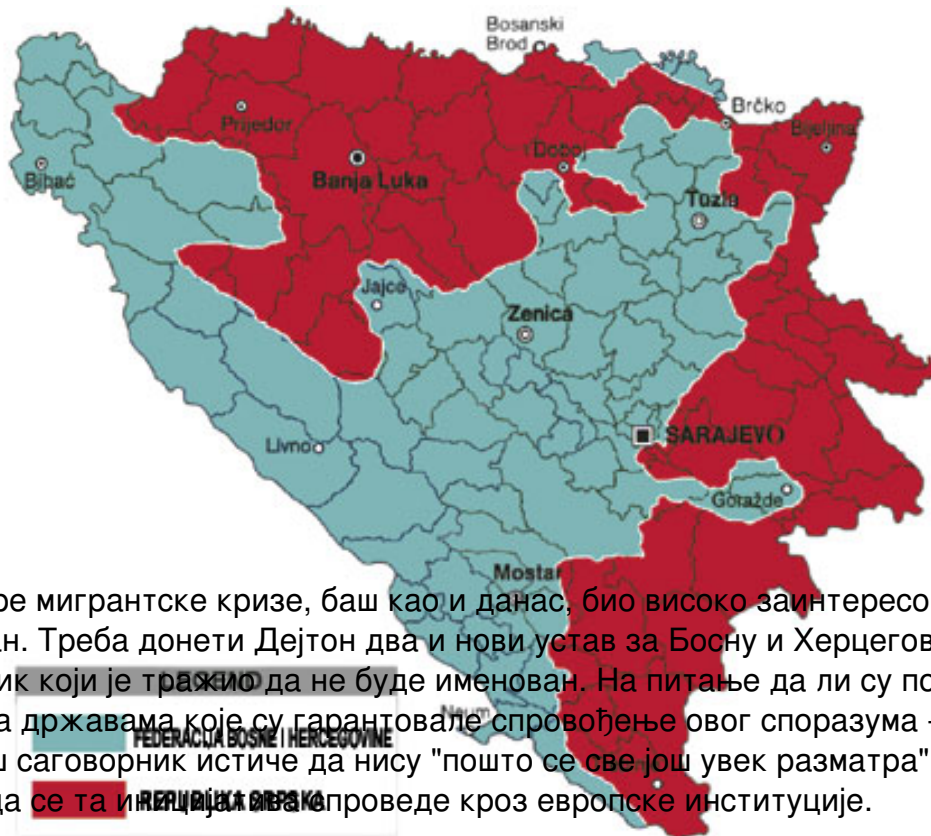 Bosanski
Brod
Brčko
Prijedor
Doboj
Bijeljina
Bihać
Banja Luka
Tuzla
Jajce
Zenica
Livno
SARAJEVO
Goražde
Mostar
ре мигрантске кризе, баш као и данас, био високо заинтересо
ан. Треба донети Дејтон два и нови устав за Босну и Херцегов
ик који је тражио да не буде именован. На питање да ли су по
LEGEND
Neum
а државама које су гарантовале спровођење овог споразума -
FEDERACIJA BOSNE I HERCEGOVINE
ш саговорник истиче да нису "пошто се све још увек разматра"
да се та иницијатива спроведе кроз европске институције.
REPUBLIKA SRPSKA